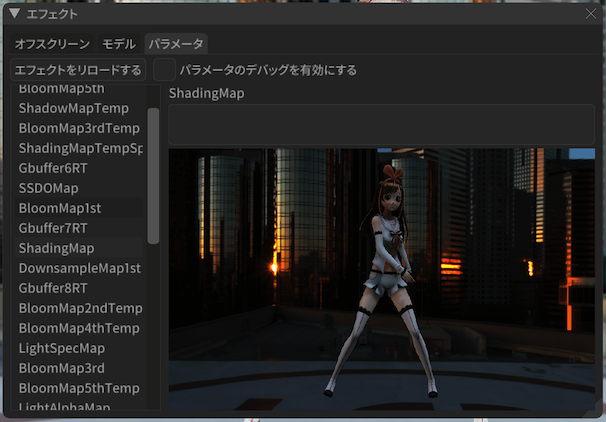 エフェクト
オフスクリーン モデル パラメータ
エフェクトをリロードする パラメータのデバッグを有効にする
BloomMap5th
ShadowMapTemp
BloomMap3rdTemp
ShadingMapTempSp
Gbuffer6RT
SSDOMap
BloomMap1st
Gbuffer7RT
ShadingMap
DownsampleMap1st
Gbuffer8RT
BloomMap2ndTemp
BloomMap4thTemp
LightSpecMap
BloomMap3rd
BloomMap5thTemp
LightAlphaMap
ShadingMap